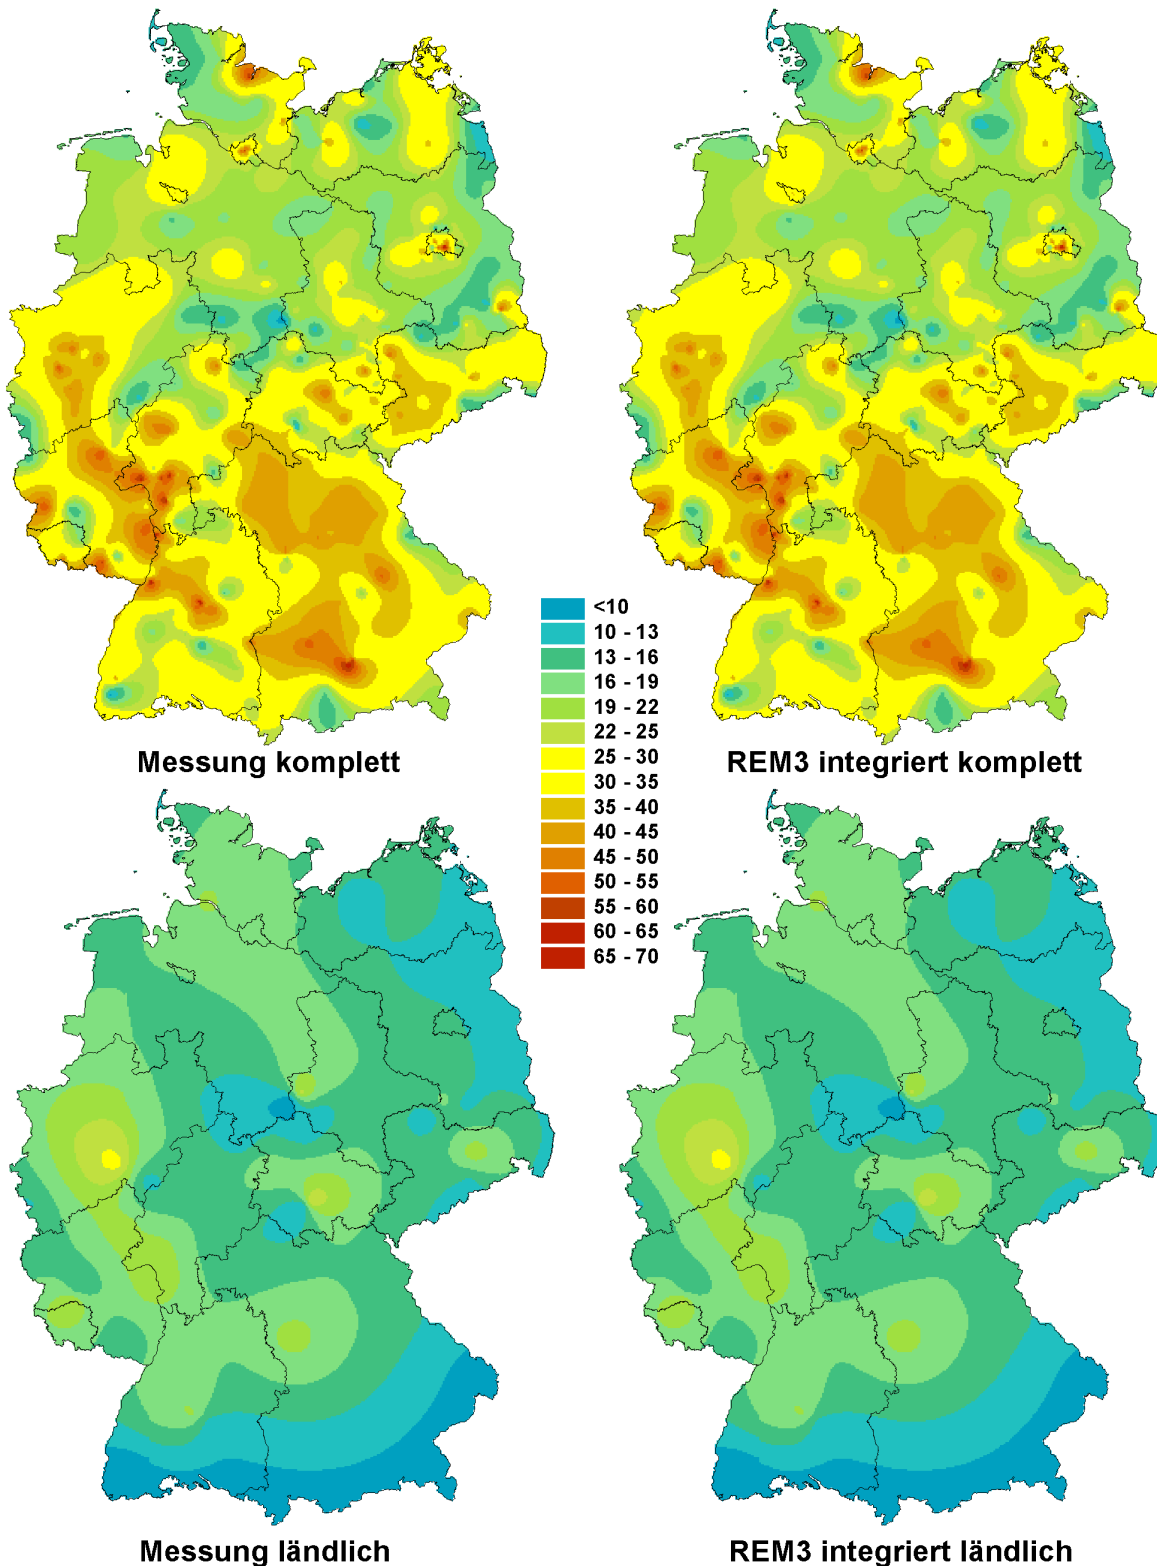 Messung komplett
REM3 integriert komplett
<10
10 - 13
13 - 16
16 - 19
19 - 22
22 - 25
25 - 30
30 - 35
35 - 40
40 - 45
45 - 50
50 - 55
55 - 60
60 - 65
65 - 70
Messung ländlich
REM3 integriert ländlich